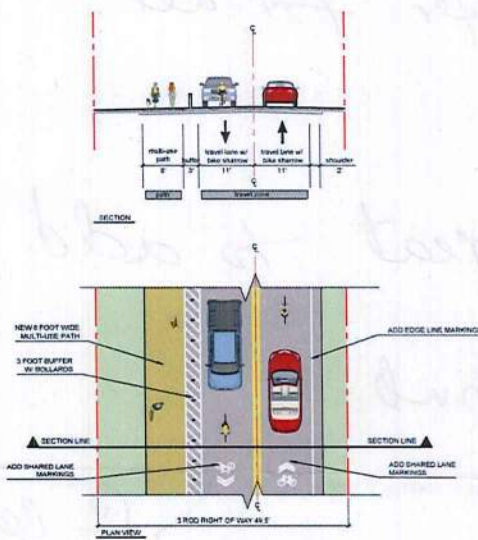 ℄
multi-use
path
8'
buffer
3'
travel lane w/
bike sharrow
11'
travel lane w/
bike sharrow
11'
shoulder
2'
path
℄
travel zone
SECTION
℄
NEW 8 FOOT WIDE
MULTI-USE PATH
3 FOOT BUFFER
W/ BOLLARDS
SECTION LINE
ADD SHARED LANE
MARKINGS
ADD EDGE LINE MARKING
SECTION LINE
ADD SHARED LANE
MARKINGS
3 ROD RIGHT OF WAY 49.5'
PLAN VIEW